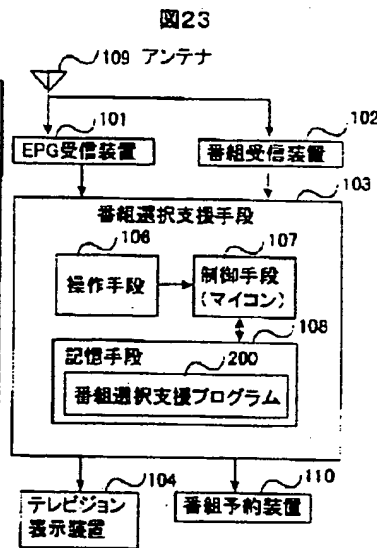 図23
109 アンテナ
101
EPG受信装置
102
番組受信装置
103
番組選択支援手段
106
操作手段
107
制御手段
(マイコン)
108
記憶手段
200
番組選択支援プログラム
104
テレビジョン
表示装置
110
番組予約装置